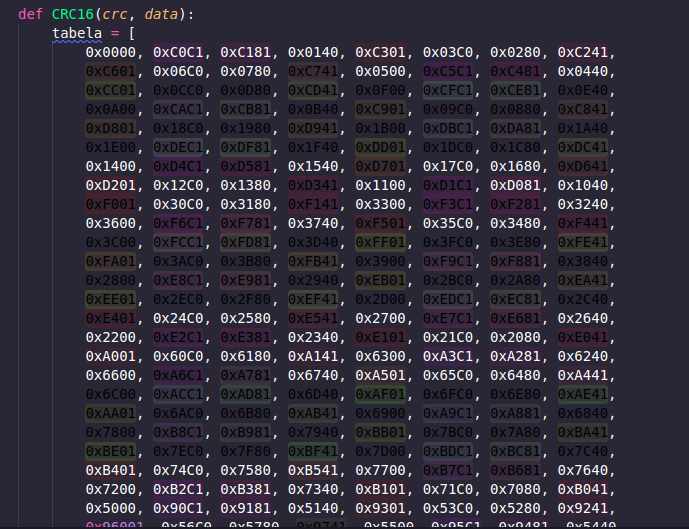 def CRC16(crc, data):
tabela = [
0x0000, 0xC0C1, 0xC181, 0x0140, 0xC301, 0x03C0, 0x0280, 0xC241,
0xC601, 0x06C0, 0x0780, 0xC741, 0x0500, 0xC5C1, 0xC481, 0x0440,
0xCC01, 0x0CC0, 0x0D80, 0xCD41, 0x0F00, 0xCFC1, 0xCE81, 0x0E40,
0x0A00, 0xCAC1, 0xCB81, 0x0B40, 0xC901, 0x09C0, 0x0880, 0xC841,
0xD801, 0x18C0, 0x1980, 0xD941, 0x1B00, 0xDBC1, 0xDA81, 0x1A40,
0x1E00, 0xDEC1, 0xDF81, 0x1F40, 0xDD01, 0x1DC0, 0x1C80, 0xDC41,
0x1400, 0xD4C1, 0xD581, 0x1540, 0xD701, 0x17C0, 0x1680, 0xD641,
0xD201, 0x12C0, 0x1380, 0xD341, 0x1100, 0xD1C1, 0xD081, 0x1040,
0xF001, 0x30C0, 0x3180, 0xF141, 0x3300, 0xF3C1, 0xF281, 0x3240,
0x3600, 0xF6C1, 0xF781, 0x3740, 0xF501, 0x35C0, 0x3480, 0xF441,
0x3C00, 0xFCC1, 0xFD81, 0x3D40, 0xFF01, 0x3FC0, 0x3E80, 0xFE41,
0xFA01, 0x3AC0, 0x3B80, 0xFB41, 0x3900, 0xF9C1, 0xF881, 0x3840,
0x2800, 0xE8C1, 0xE981, 0x2940, 0xEB01, 0x2BC0, 0x2A80, 0xEA41,
0xEE01, 0x2EC0, 0x2F80, 0xEF41, 0x2D00, 0xEDC1, 0xEC81, 0x2C40,
0xE401, 0x24C0, 0x2580, 0xE541, 0x2700, 0xE7C1, 0xE681, 0x2640,
0x2200, 0xE2C1, 0xE381, 0x2340, 0xE101, 0x21C0, 0x2080, 0xE041,
0xA001, 0x60C0, 0x6180, 0xA141, 0x6300, 0xA3C1, 0xA281, 0x6240,
0x6600, 0xA6C1, 0xA781, 0x6740, 0xA501, 0x65C0, 0x6480, 0xA441,
0x6C00, 0xACC1, 0xAD81, 0x6D40, 0xAF01, 0x6FC0, 0x6E80, 0xAE41,
0xAA01, 0x6AC0, 0x6B80, 0xAB41, 0x6900, 0xA9C1, 0xA881, 0x6840,
0x7800, 0xB8C1, 0xB981, 0x7940, 0xBB01, 0x7BC0, 0x7A80, 0xBA41,
0xBE01, 0x7EC0, 0x7F80, 0xBF41, 0x7D00, 0xBDC1, 0xBC81, 0x7C40,
0xB401, 0x74C0, 0x7580, 0xB541, 0x7700, 0xB7C1, 0xB681, 0x7640,
0x7200, 0xB2C1, 0xB381, 0x7340, 0xB101, 0x71C0, 0x7080, 0xB041,
0x5000, 0x90C1, 0x9181, 0x5140, 0x9301, 0x53C0, 0x5280, 0x9241,